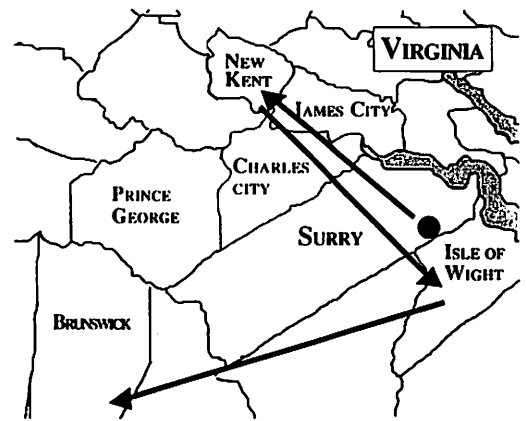 VIRGINIA
NEW
KENT
JAMES CITY
CHARLES
CITY
PRINCE
GEORGE
SURRY
ISLE OF
WIGHT
BRUNSWICK